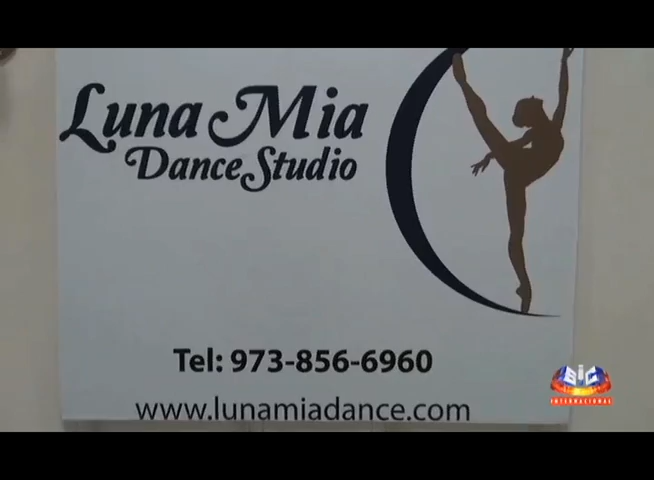 Luna Mia
Dance Studio
Tel: 973-856-6960
www.lunamiadance.com
SIC
INTERNACIONAL